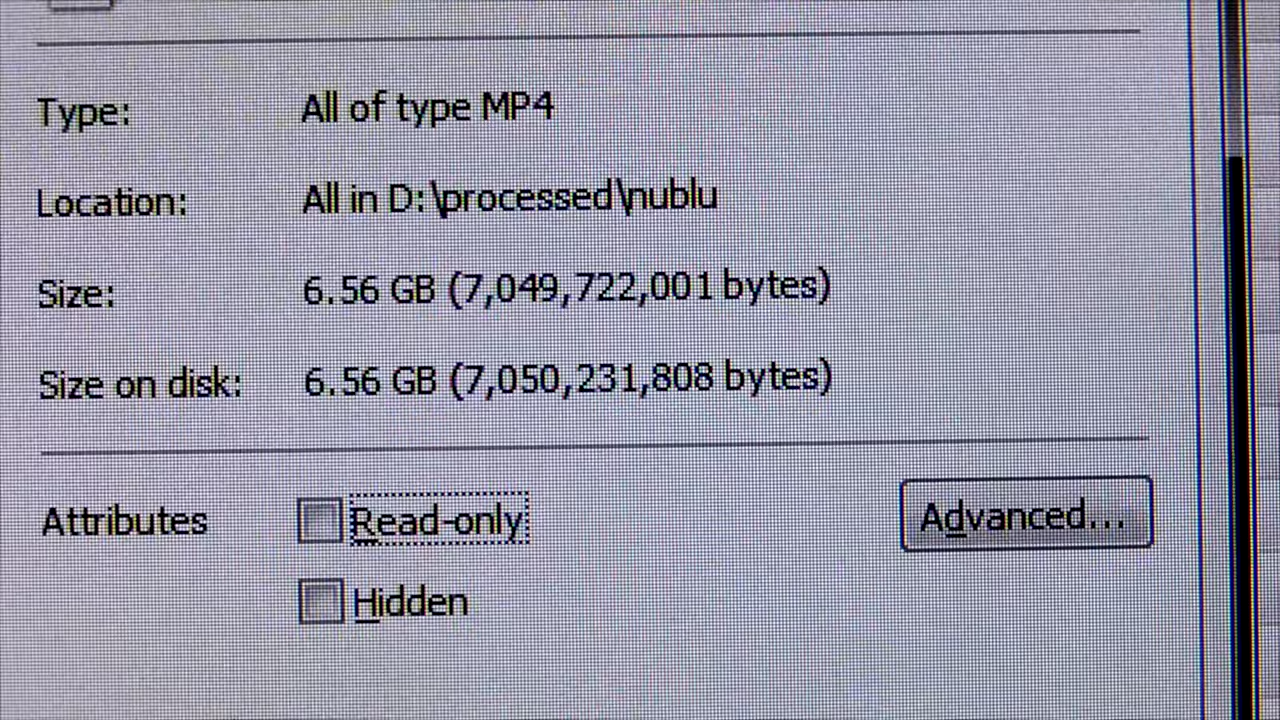 Type: All of type MP4
Location: All in D:\processed\nublu
Size: 6.56 GB (7,049,722,001 bytes)
Size on disk: 6.56 GB (7,050,231,808 bytes)
Attributes Read-only Advanced...
Hidden